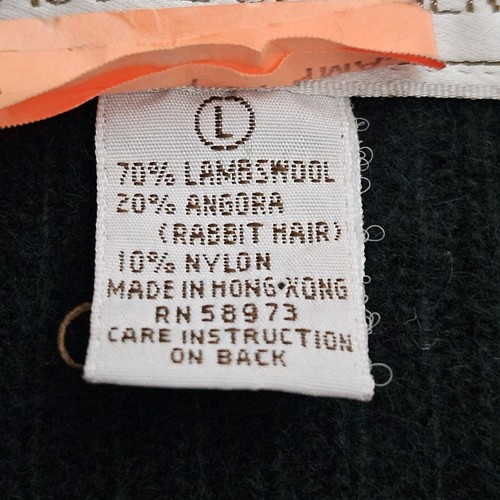 L
70% LAMBSWOOL
20% ANGORA
(RABBIT HAIR)
10% NYLON
MADE IN HONG KONG
RN 58973
CARE INSTRUCTION
ON BACK